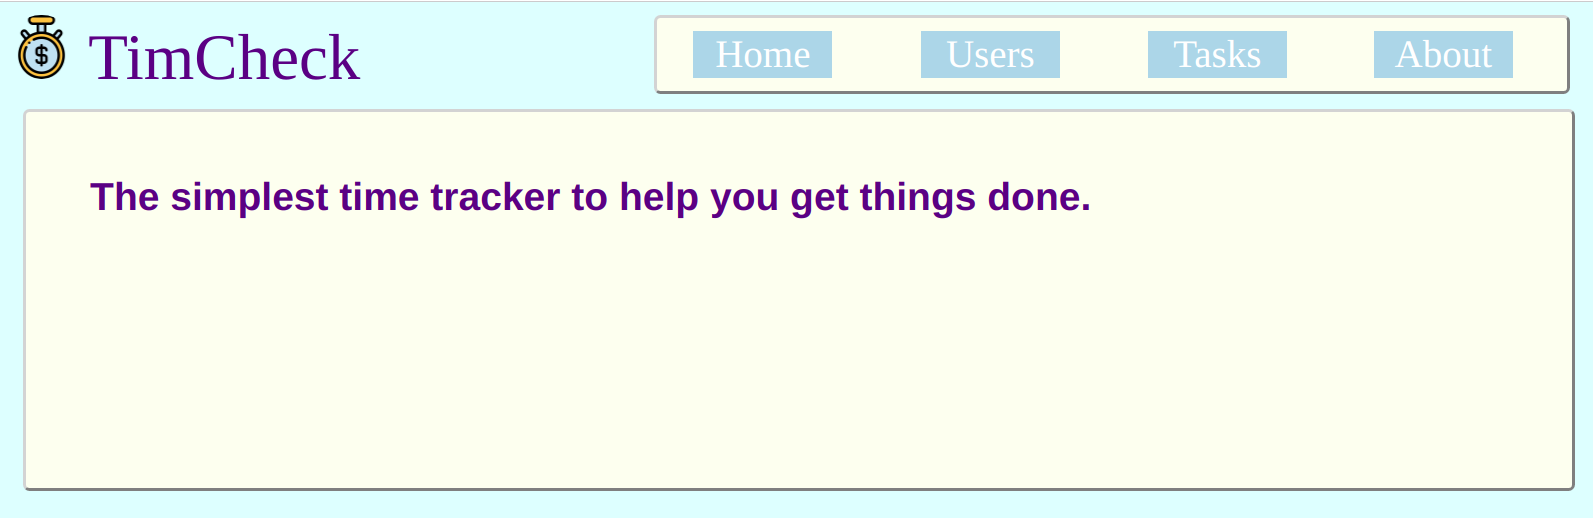 $
TimCheck
Home Users Tasks About
The simplest time tracker to help you get things done.